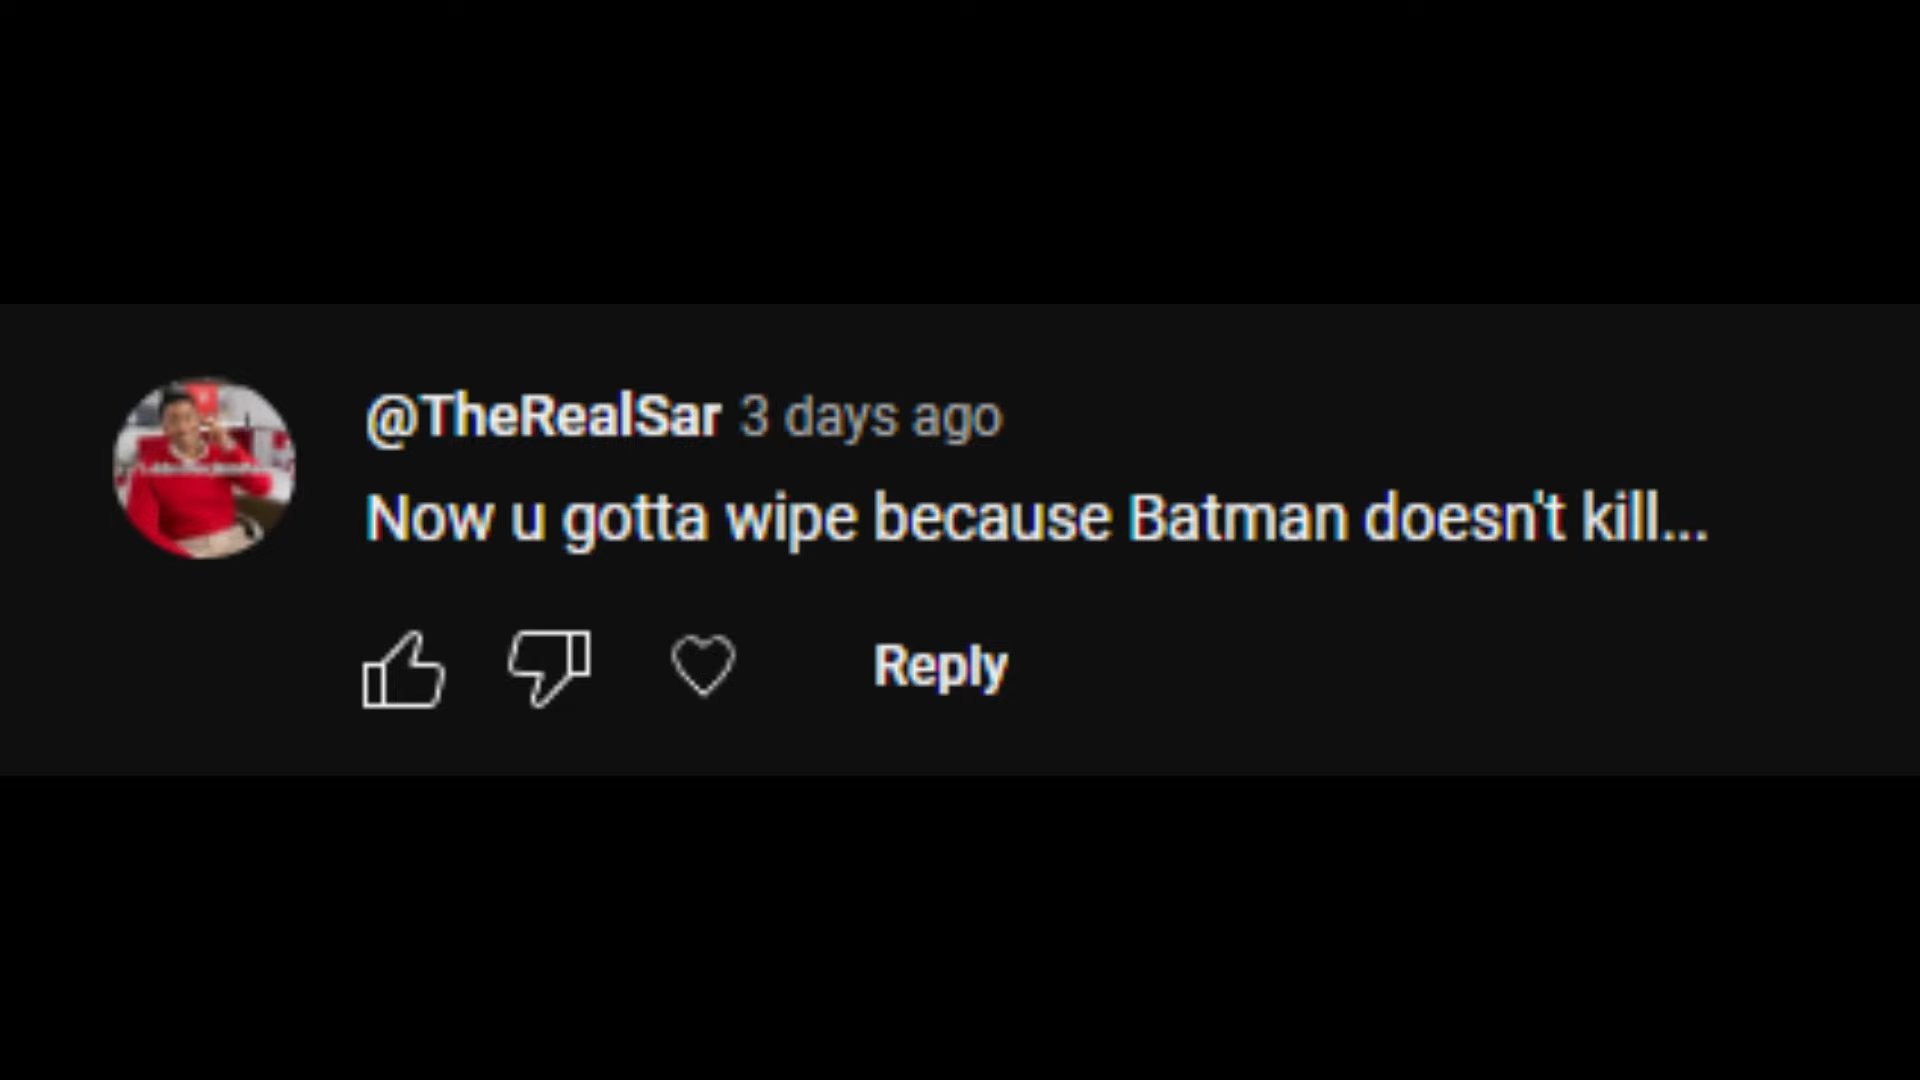 @TheRealSar 3 days ago
Now u gotta wipe because Batman doesn't kill...
Reply